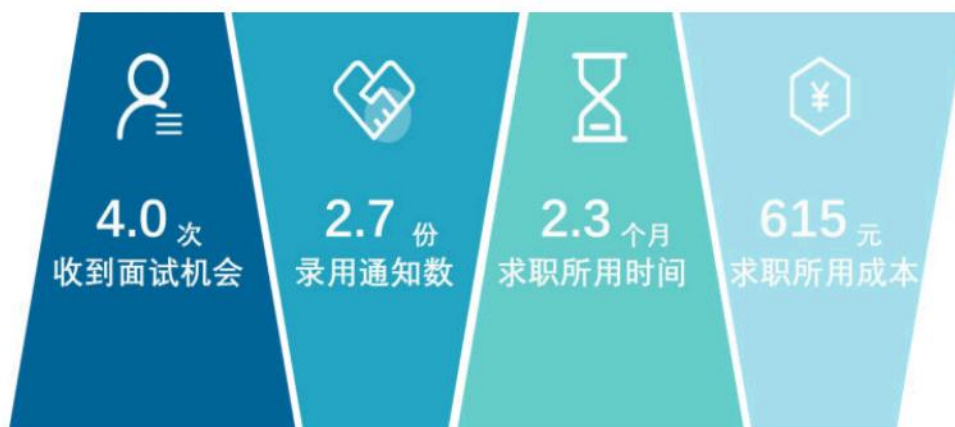 4.0 次
收到面试机会
2.7 份
录用通知数
2.3 个月
求职所用时间
¥
615 元
求职所用成本